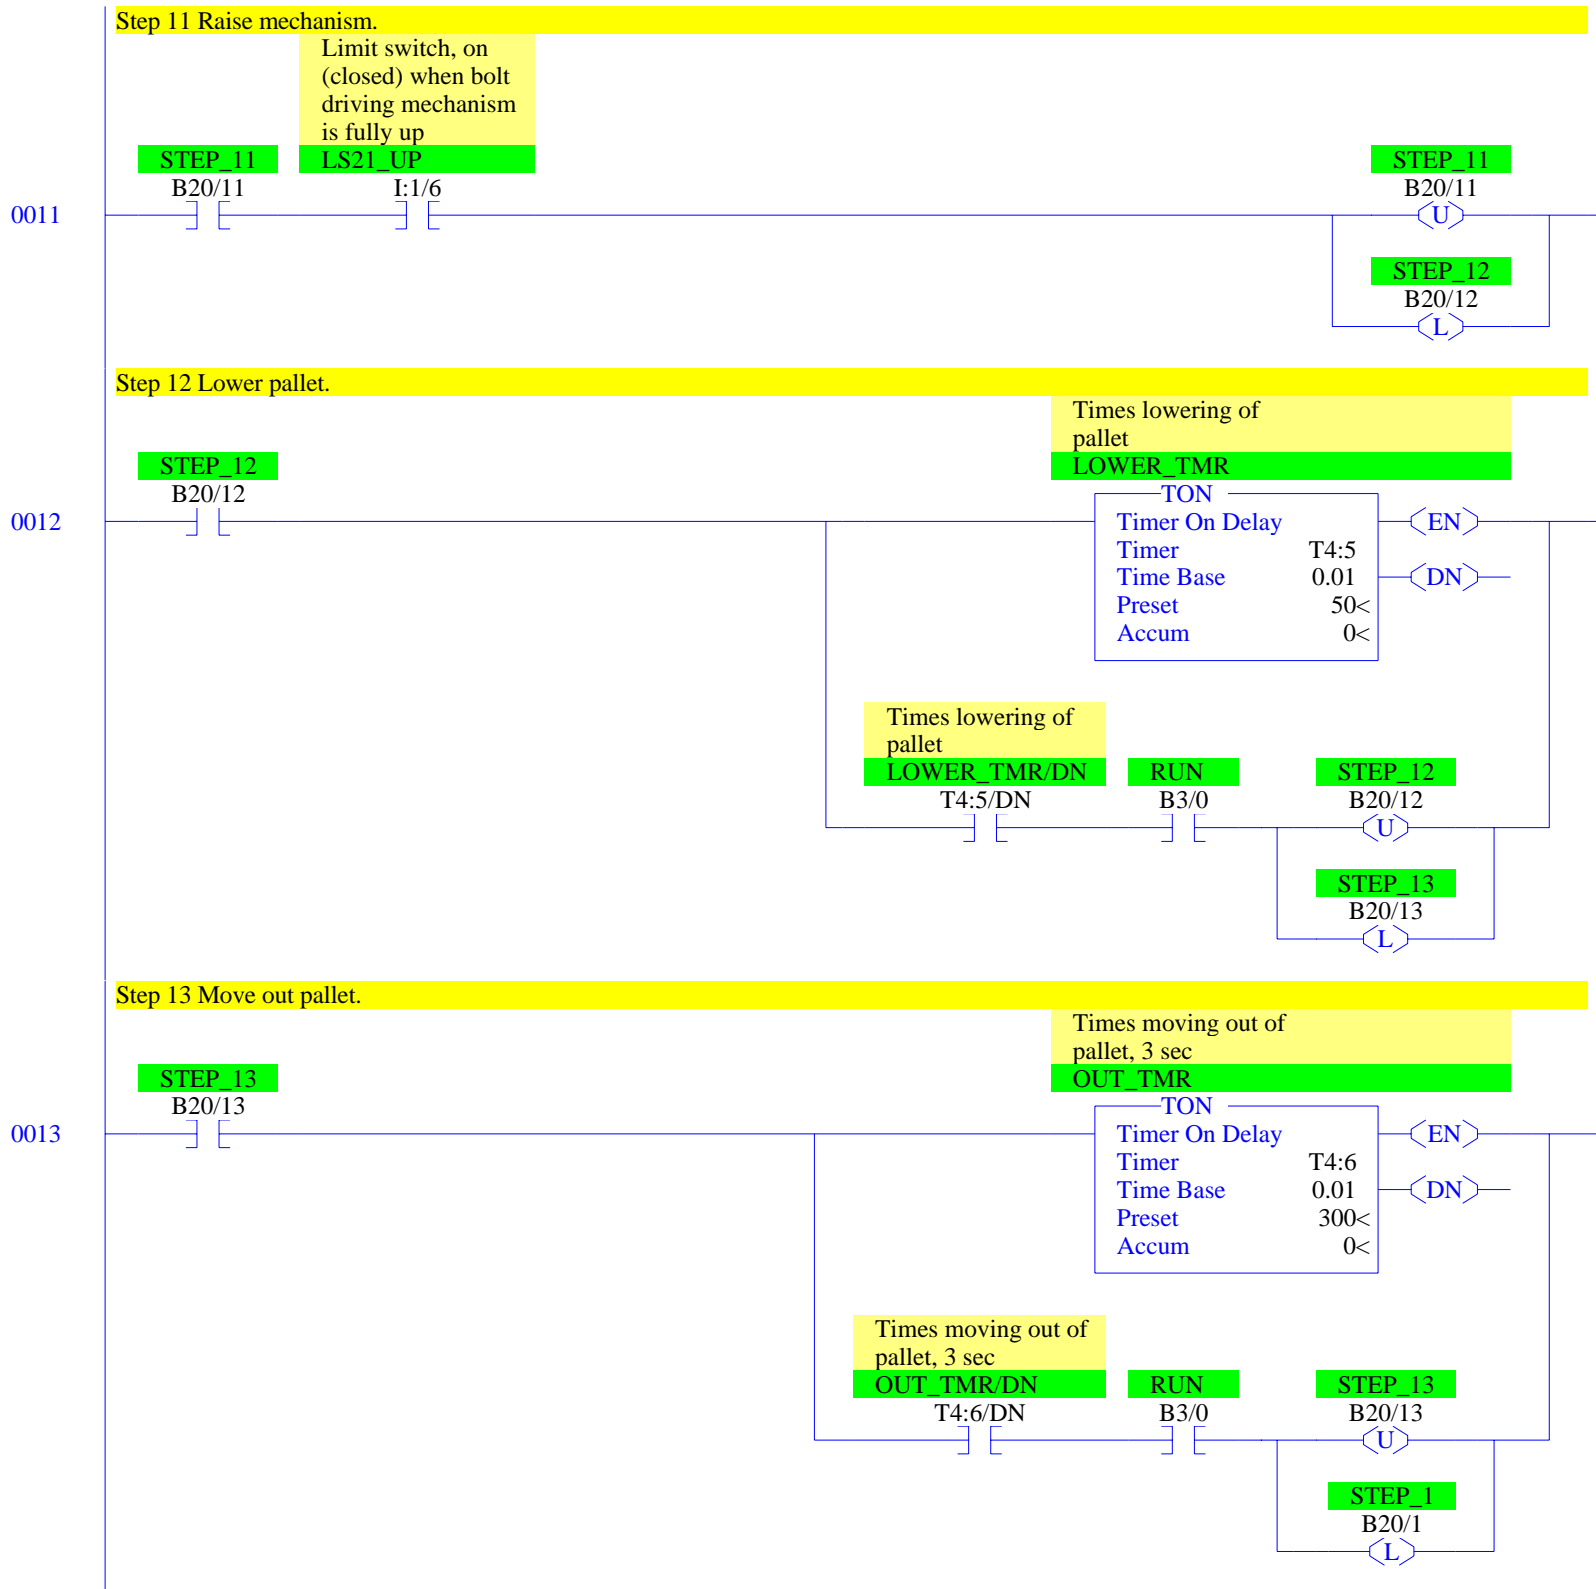 Step 11 Raise mechanism.
Limit switch, on
(closed) when bolt
driving mechanism
is fully up
STEP_11 LS21_UP STEP_11
B20/11 I:1/6 B20/11
0011 U
STEP_12
B20/12
L
Step 12 Lower pallet.
Times lowering of
pallet
STEP_12 LOWER_TMR
B20/12 TON
0012 Timer On Delay EN
Timer T4:5
Time Base 0.01 DN
Preset 50<
Accum 0<
Times lowering of
pallet
LOWER_TMR/DN RUN STEP_12
T4:5/DN B3/0 B20/12
U
STEP_13
B20/13
L
Step 13 Move out pallet.
Times moving out of
pallet, 3 sec
STEP_13 OUT_TMR
B20/13 TON
0013 Timer On Delay EN
Timer T4:6
Time Base 0.01 DN
Preset 300<
Accum 0<
Times moving out of
pallet, 3 sec
OUT_TMR/DN RUN STEP_13
T4:6/DN B3/0 B20/13
U
STEP_1
B20/1
L